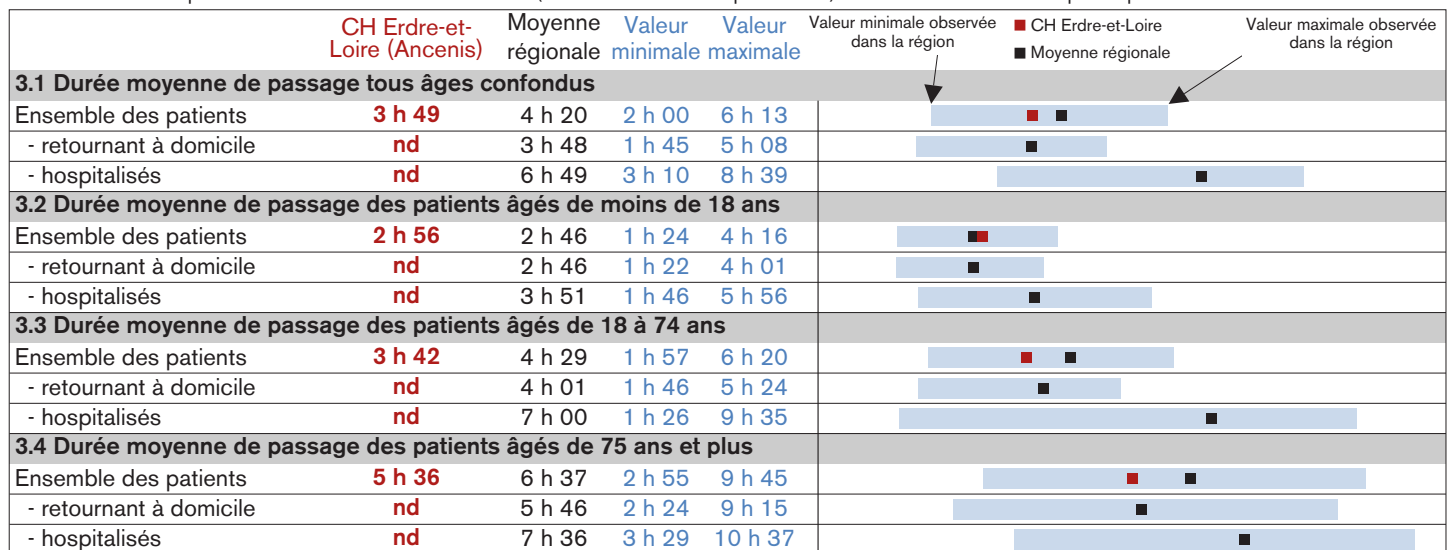 CH Erdre-et-Loire (Ancenis) Moyenne régionale Valeur minimale Valeur maximale Valeur minimale observée dans la région ■ CH Erdre-et-Loire ■ Moyenne régionale Valeur maximale observée dans la région
3.1 Durée moyenne de passage tous âges confondus
Ensemble des patients 3 h 49 4 h 20 2 h 00 6 h 13
- retournant à domicile nd 3 h 48 1 h 45 5 h 08
- hospitalisés nd 6 h 49 3 h 10 8 h 39
3.2 Durée moyenne de passage des patients âgés de moins de 18 ans
Ensemble des patients 2 h 56 2 h 46 1 h 24 4 h 16
- retournant à domicile nd 2 h 46 1 h 22 4 h 01
- hospitalisés nd 3 h 51 1 h 46 5 h 56
3.3 Durée moyenne de passage des patients âgés de 18 à 74 ans
Ensemble des patients 3 h 42 4 h 29 1 h 57 6 h 20
- retournant à domicile nd 4 h 01 1 h 46 5 h 24
- hospitalisés nd 7 h 00 1 h 26 9 h 35
3.4 Durée moyenne de passage des patients âgés de 75 ans et plus
Ensemble des patients 5 h 36 6 h 37 2 h 55 9 h 45
- retournant à domicile nd 5 h 46 2 h 24 9 h 15
- hospitalisés nd 7 h 36 3 h 29 10 h 37